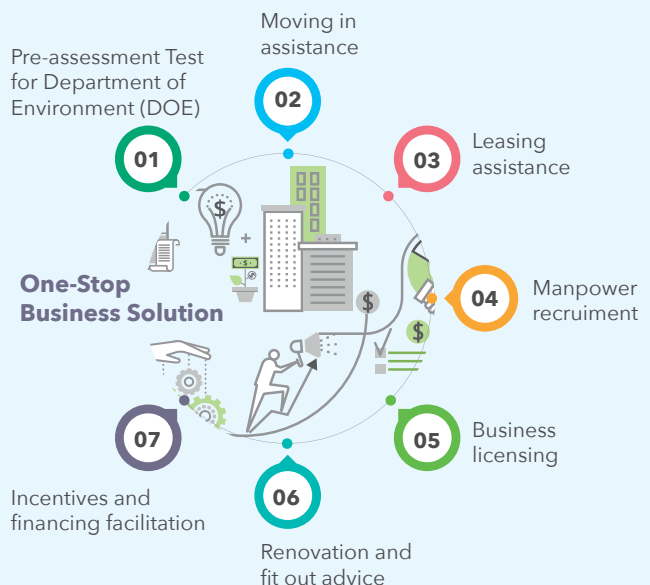 Pre-assessment Test
for Department of
Environment (DOE)
01
Moving in
assistance
02
03
Leasing
assistance
One-Stop
Business Solution
$
+
$
$
$
04
Manpower
recruiment
05
Business
licensing
06
Renovation and
fit out advice
07
Incentives and
financing facilitation